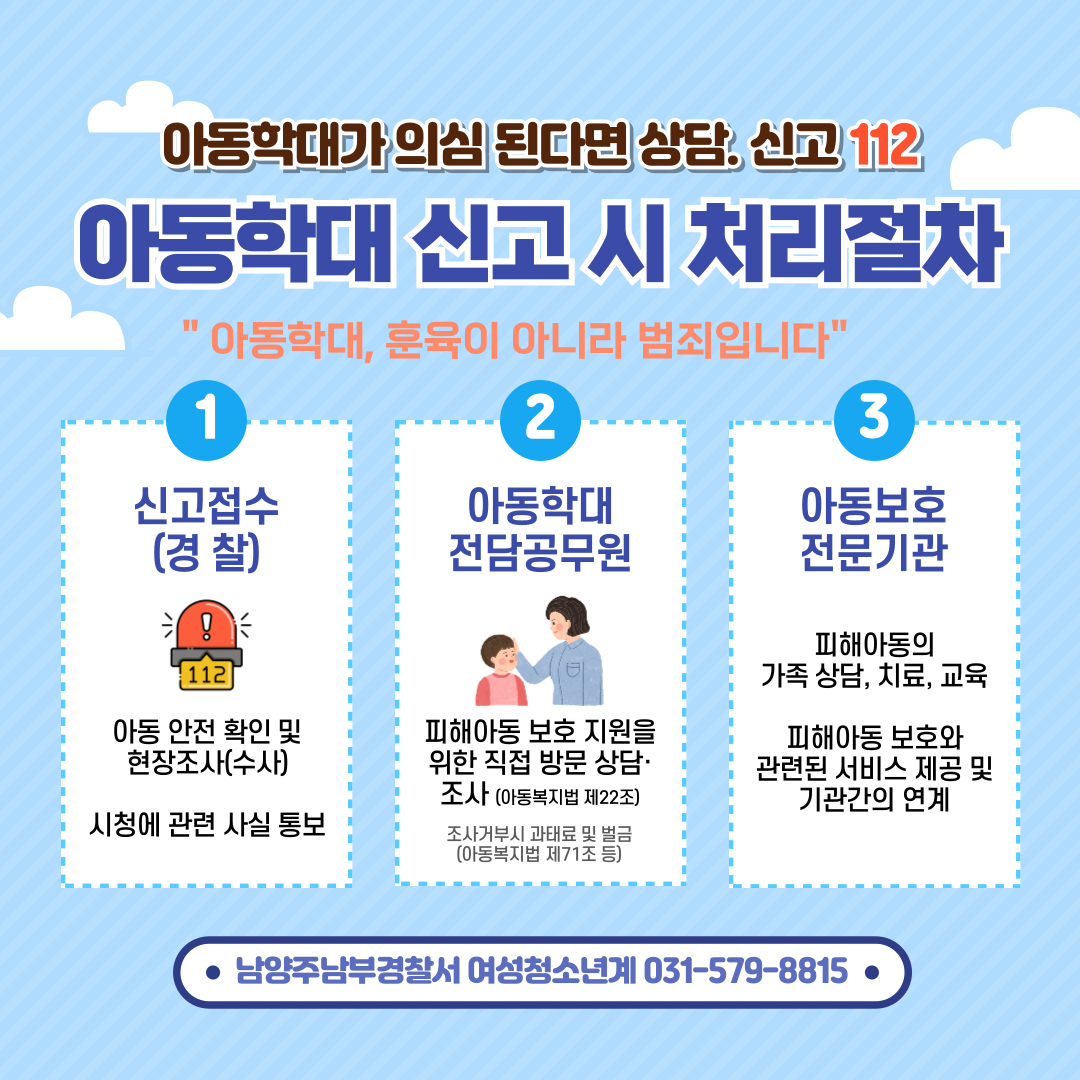 아동학대가 의심 된다면 상담. 신고 112
아동학대 신고 시 처리절차
" 아동학대, 훈육이 아니라 범죄입니다"
1
신고접수
(경 찰)
!
112
아동 안전 확인 및
현장조사(수사)
시청에 관련 사실 통보
2
아동학대
전담공무원
피해아동 보호 지원을
위한 직접 방문 상담·
조사 (아동복지법 제22조)
조사거부시 과태료 및 벌금
(아동복지법 제71조 등)
3
아동보호
전문기관
피해아동의
가족 상담, 치료, 교육
피해아동 보호와
관련된 서비스 제공 및
기관간의 연계
• 남양주남부경찰서 여성청소년계 031-579-8815 •